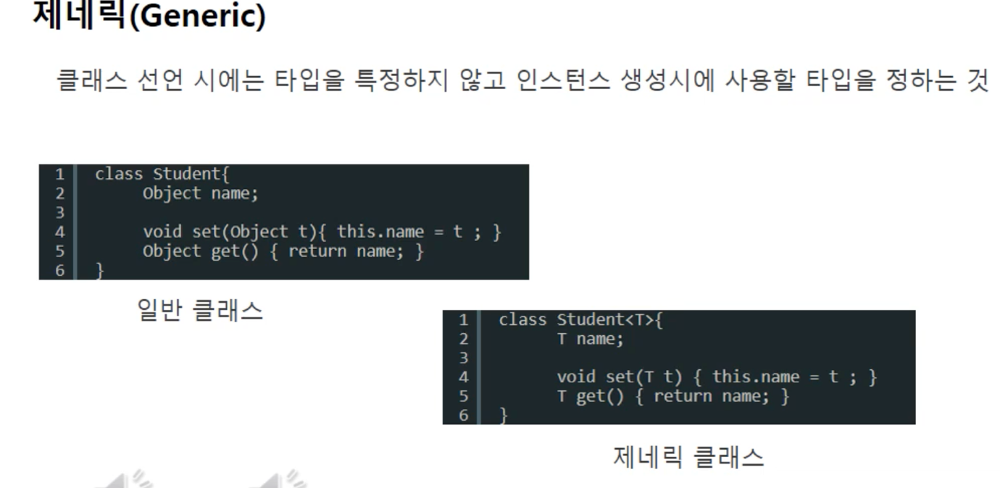 제네릭(Generic)
클래스 선언 시에는 타입을 특정하지 않고 인스턴스 생성시에 사용할 타입을 정하는 것
1 class Student{
2 Object name;
3
4 void set(Object t){ this.name = t ; }
5 Object get() { return name; }
6 }
일반 클래스
1 class Student<T>{
2 T name;
3
4 void set(T t) { this.name = t ; }
5 T get() { return name; }
6 }
제네릭 클래스